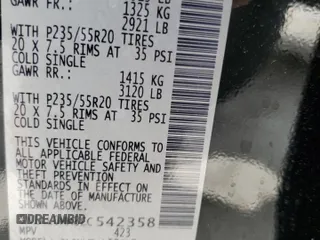 GAWR FR: 1325 KG
2921 LB
WITH P235/55R20 TIRES
20 X 7.5 RIMS AT 35 PSI
COLD SINGLE
GAWR RR: 1415 KG
3120 LB
WITH P235/55R20 TIRES
20 X 7.5 RIMS AT 35 PSI
COLD SINGLE
THIS VEHICLE CONFORMS TO
ALL APPLICABLE FEDERAL
MOTOR VEHICLE SAFETY AND
THEFT PREVENTION
STANDARDS IN EFFECT ON
THE DATE OF MANUFACTURE
SHOWN ABOVE.
C542358
DREAMBID
MPV 423